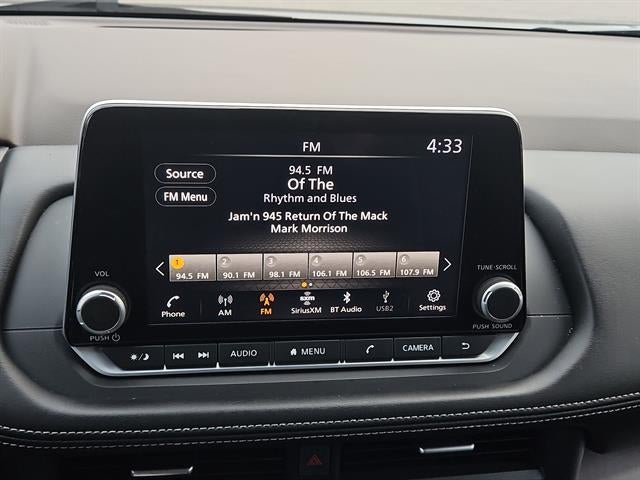 FM
4:33
Source
FM Menu
94.5 FM
Of The
Rhythm and Blues
Jam'n 945 Return Of The Mack
Mark Morrison
1 2 3 4 5 6
94.5 FM 90.1 FM 98.1 FM 106.1 FM 106.5 FM 107.9 FM
VOL
TUNE·SCROLL
Phone AM FM SiriusXM BT Audio USB2 Settings
sxm
PUSH
PUSH SOUND
AUDIO MENU CAMERA